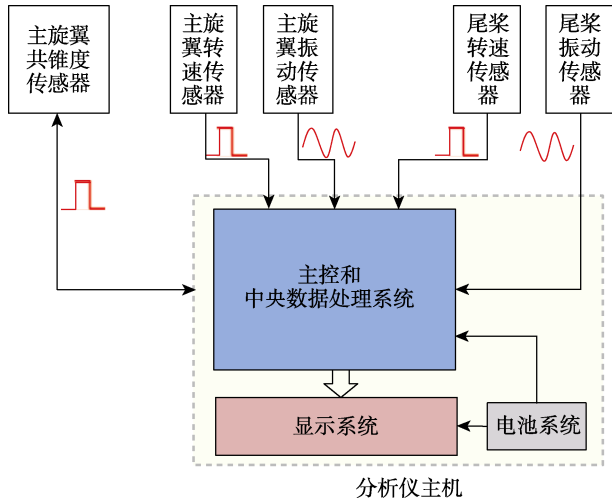 主旋翼
共锥度
传感器
主旋
翼转
速传
感器
主旋
翼振
动传
感器
尾桨
转速
传感
器
尾桨
振动
传感
器
主控和
中央数据处理系统
显示系统
电池系统
分析仪主机